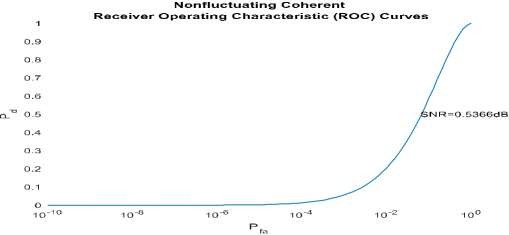 Nonfluctuating Coherent
Receiver Operating Characteristic (ROC) Curves
1
0.9
0.8
0.7
0.6
0.5
0.4
0.3
0.2
0.1
0
P_d
SNR=0.5366dB
10^-10 10^-8 10^-6 10^-4 10^-2 10^0
P_fa